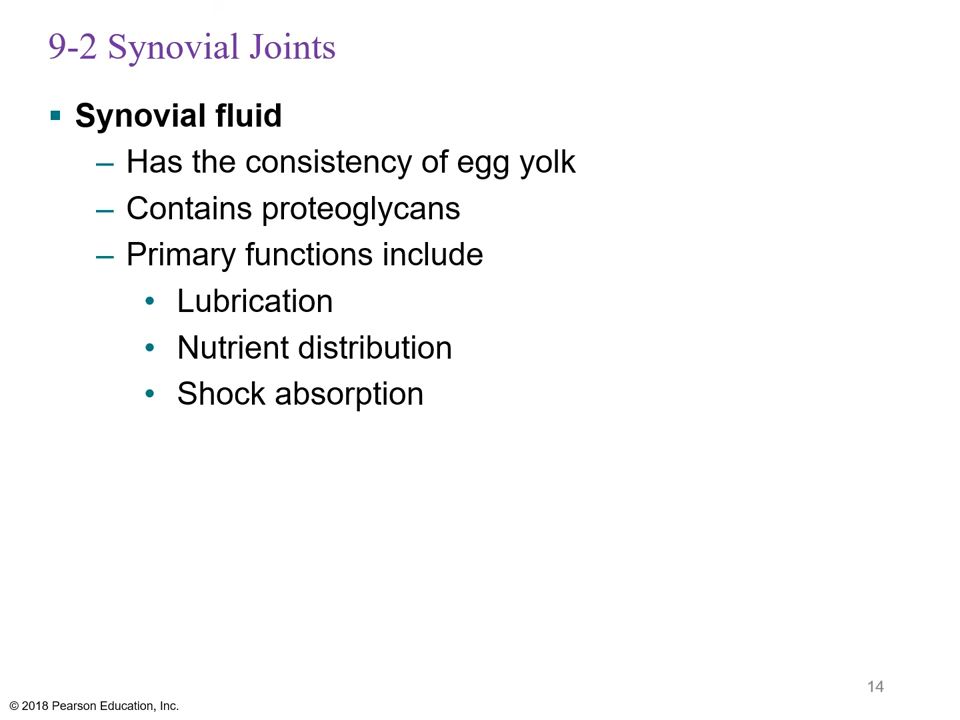 9-2 Synovial Joints
▪ Synovial fluid
– Has the consistency of egg yolk
– Contains proteoglycans
– Primary functions include
• Lubrication
• Nutrient distribution
• Shock absorption
14
© 2018 Pearson Education, Inc.